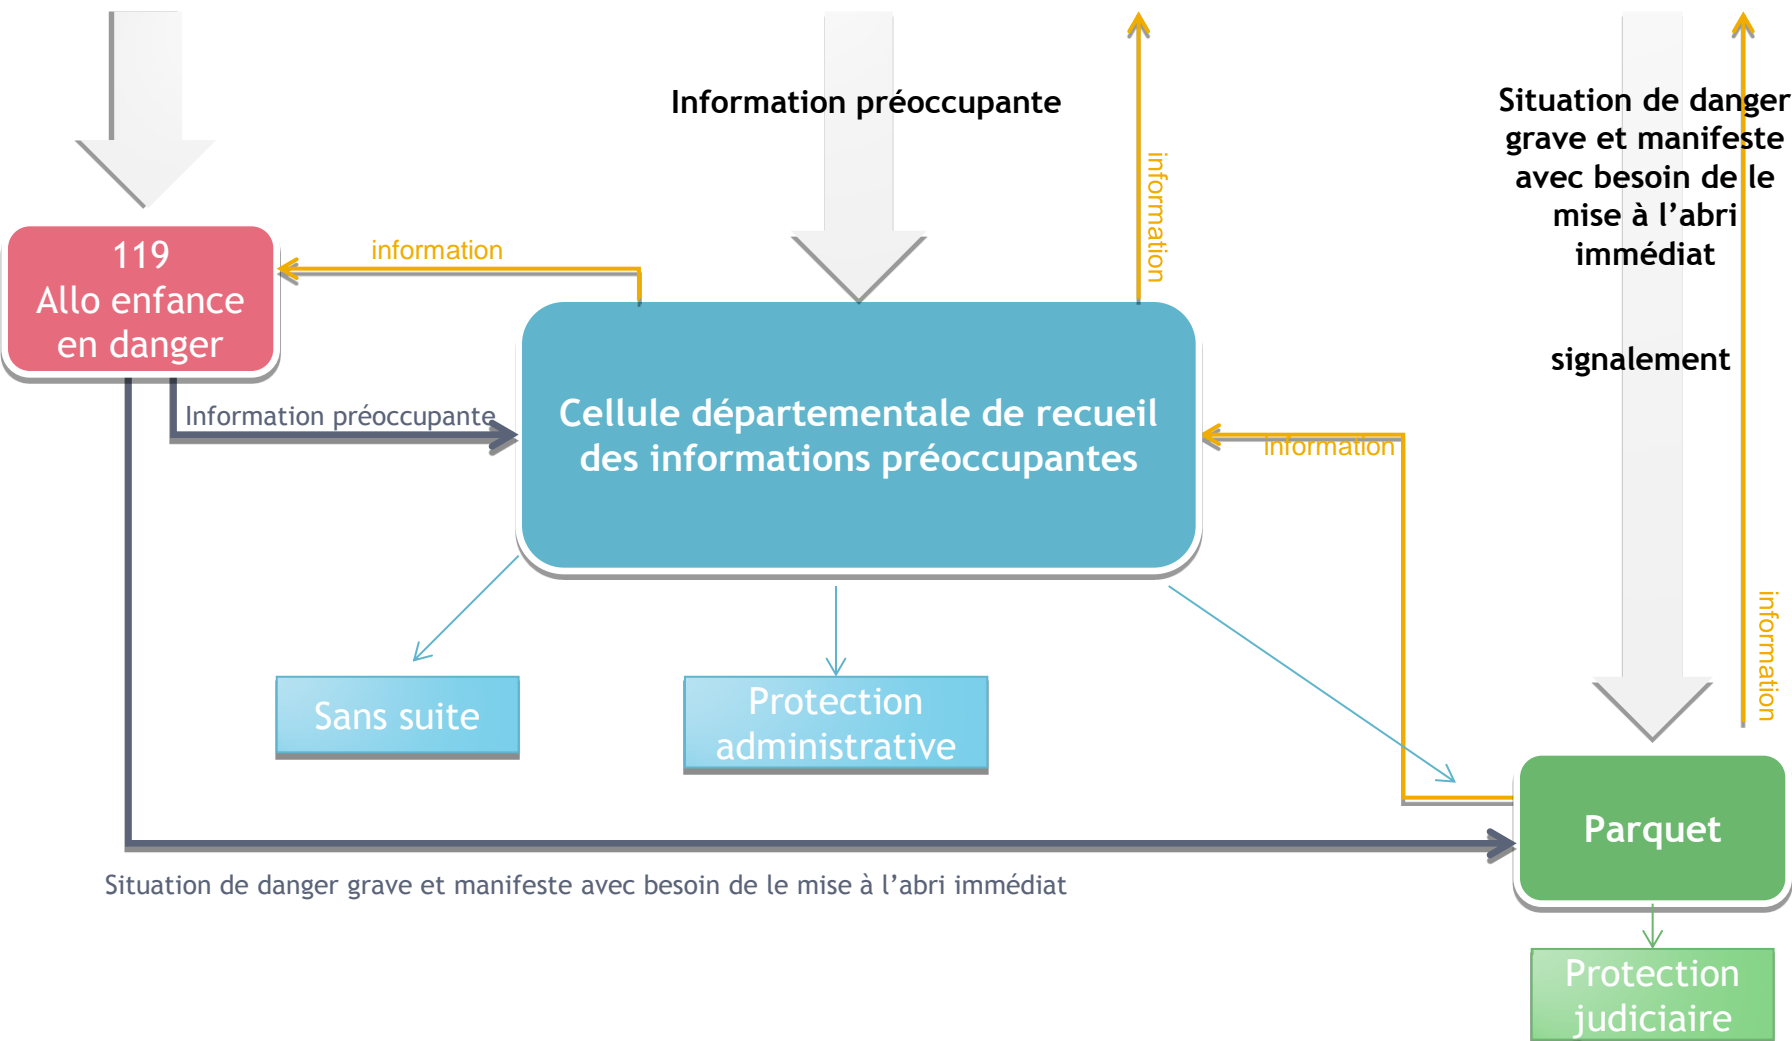 Information préoccupante
Situation de danger
grave et manifeste
avec besoin de le
mise à l’abri
immédiat
signalement
information
119
Allo enfance
en danger
information
Information préoccupante
Cellule départementale de recueil
des informations préoccupantes
information
information
Sans suite
Protection
administrative
Parquet
Situation de danger grave et manifeste avec besoin de le mise à l’abri immédiat
Protection
judiciaire